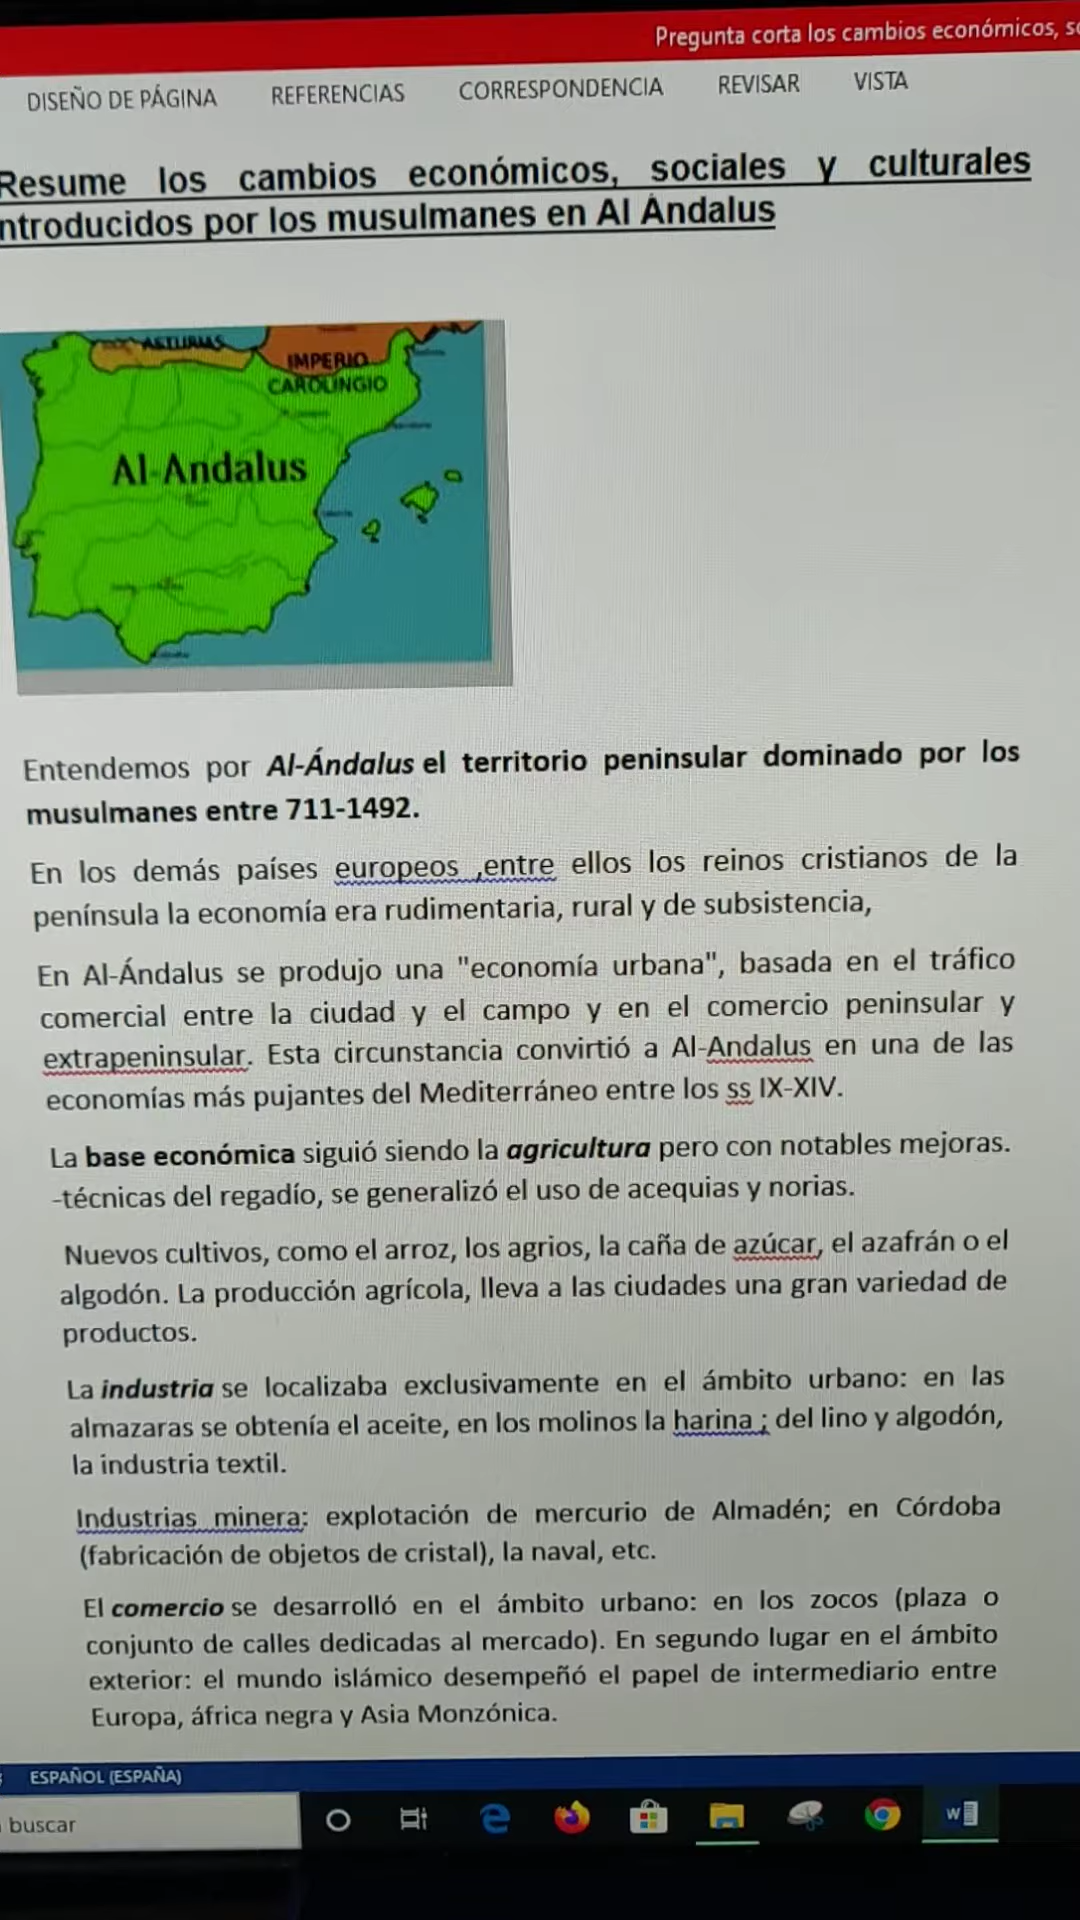 Pregunta corta los cambios económicos,
DISEÑO DE PÁGINA REFERENCIAS CORRESPONDENCIA REVISAR VISTA
Resume los cambios económicos, sociales y culturales
ntroducidos por los musulmanes en Al Ándalus
ASTURIAS
IMPERIO
CAROLINGIO
Al-Andalus
Entendemos por Al-Ándalus el territorio peninsular dominado por los
musulmanes entre 711-1492.
En los demás países europeos ,entre ellos los reinos cristianos de la
península la economía era rudimentaria, rural y de subsistencia,
En Al-Ándalus se produjo una "economía urbana", basada en el tráfico
comercial entre la ciudad y el campo y en el comercio peninsular y
extrapeninsular. Esta circunstancia convirtió a Al-Andalus en una de las
economías más pujantes del Mediterráneo entre los ss IX-XIV.
La base económica siguió siendo la agricultura pero con notables mejoras.
-técnicas del regadío, se generalizó el uso de acequias y norias.
Nuevos cultivos, como el arroz, los agrios, la caña de azúcar, el azafrán o el
algodón. La producción agrícola, lleva a las ciudades una gran variedad de
productos.
La industria se localizaba exclusivamente en el ámbito urbano: en las
almazaras se obtenía el aceite, en los molinos la harina ; del lino y algodón,
la industria textil.
Industrias minera: explotación de mercurio de Almadén; en Córdoba
(fabricación de objetos de cristal), la naval, etc.
El comercio se desarrolló en el ámbito urbano: en los zocos (plaza o
conjunto de calles dedicadas al mercado). En segundo lugar en el ámbito
exterior: el mundo islámico desempeñó el papel de intermediario entre
Europa, áfrica negra y Asia Monzónica.
ESPAÑOL (ESPAÑA)
buscar